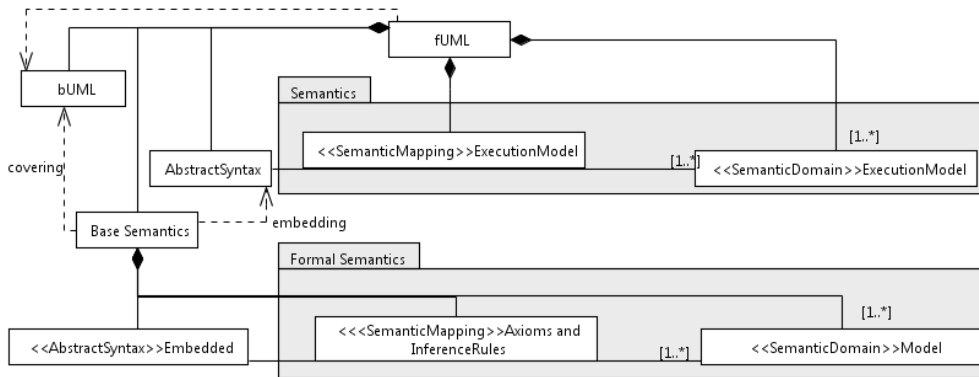 fUML
bUML
Semantics
<<SemanticMapping>>ExecutionModel
[1..*]
covering
AbstractSyntax
[1..*]
<<SemanticDomain>>ExecutionModel
Base Semantics
embedding
Formal Semantics
[1..*]
<<AbstractSyntax>>Embedded
<<<SemanticMapping>>Axioms and
InferenceRules
[1..*]
<<SemanticDomain>>Model